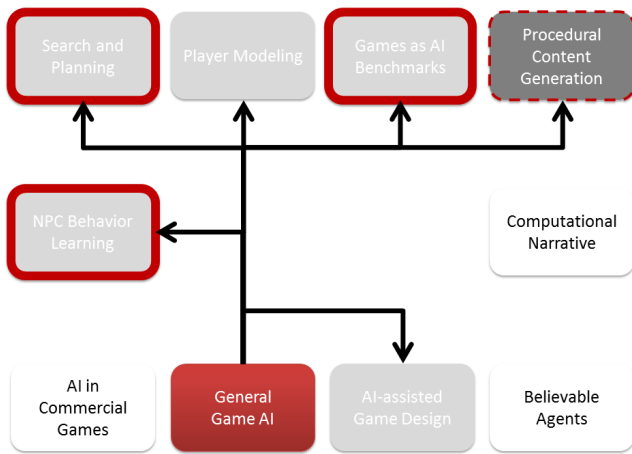 Search and
Planning
Player Modeling
Games as AI
Benchmarks
Procedural
Content
Generation
NPC Behavior
Learning
Computational
Narrative
AI in
Commercial
Games
General
Game AI
AI-assisted
Game Design
Believable
Agents